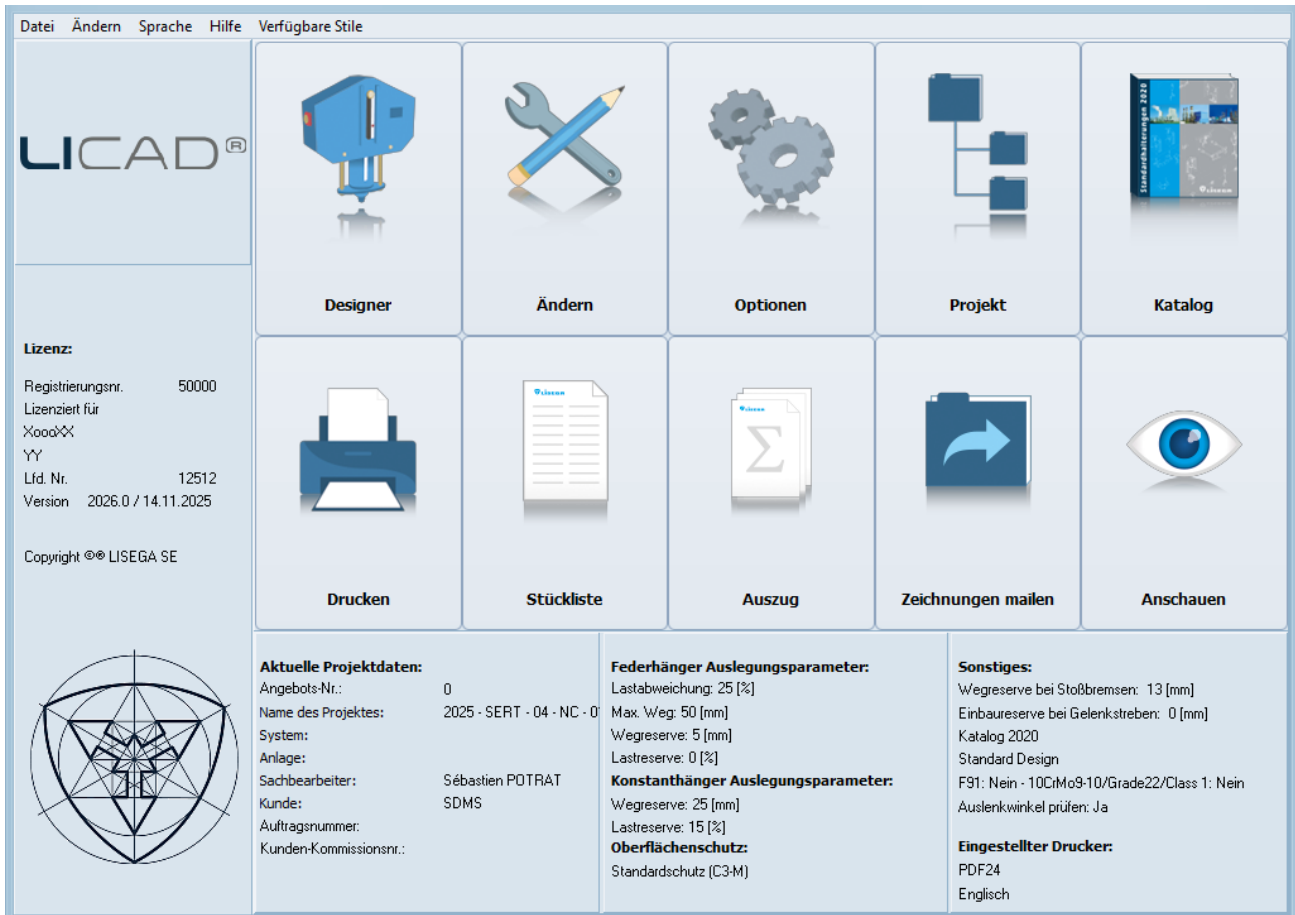 Datei Ändern Sprache Hilfe Verfügbare Stile
LICAD®
Designer
Ändern
Optionen
Projekt
Standardhalterungen 2020
LISEGA
Katalog
Lizenz:
Registrierungsnr. 50000
Lizenziert für
XoooXX
YY
Lfd. Nr. 12512
Version 2026.0 / 14.11.2025
Copyright ©® LISEGA SE
Drucken
LISEGA
Stückliste
LISEGA
Σ
Auszug
Zeichnungen mailen
Anschauen
Aktuelle Projektdaten:
Angebots-Nr.: 0
Name des Projektes: 2025 - SERT - 04 - NC - 0
System:
Anlage:
Sachbearbeiter: Sébastien POTRAT
Kunde: SDMS
Auftragsnummer:
Kunden-Kommissionsnr.:
Federhänger Auslegungsparameter:
Lastabweichung: 25 [%]
Max. Weg: 50 [mm]
Wegreserve: 5 [mm]
Lastreserve: 0 [%]
Konstanthänger Auslegungsparameter:
Wegreserve: 25 [mm]
Lastreserve: 15 [%]
Oberflächenschutz:
Standardschutz (C3-M)
Sonstiges:
Wegreserve bei Stoßbremsen: 13 [mm]
Einbaureserve bei Gelenkstreben: 0 [mm]
Katalog 2020
Standard Design
F91: Nein - 10CrMo9-10/Grade22/Class 1: Nein
Auslenkwinkel prüfen: Ja
Eingestellter Drucker:
PDF24
Englisch